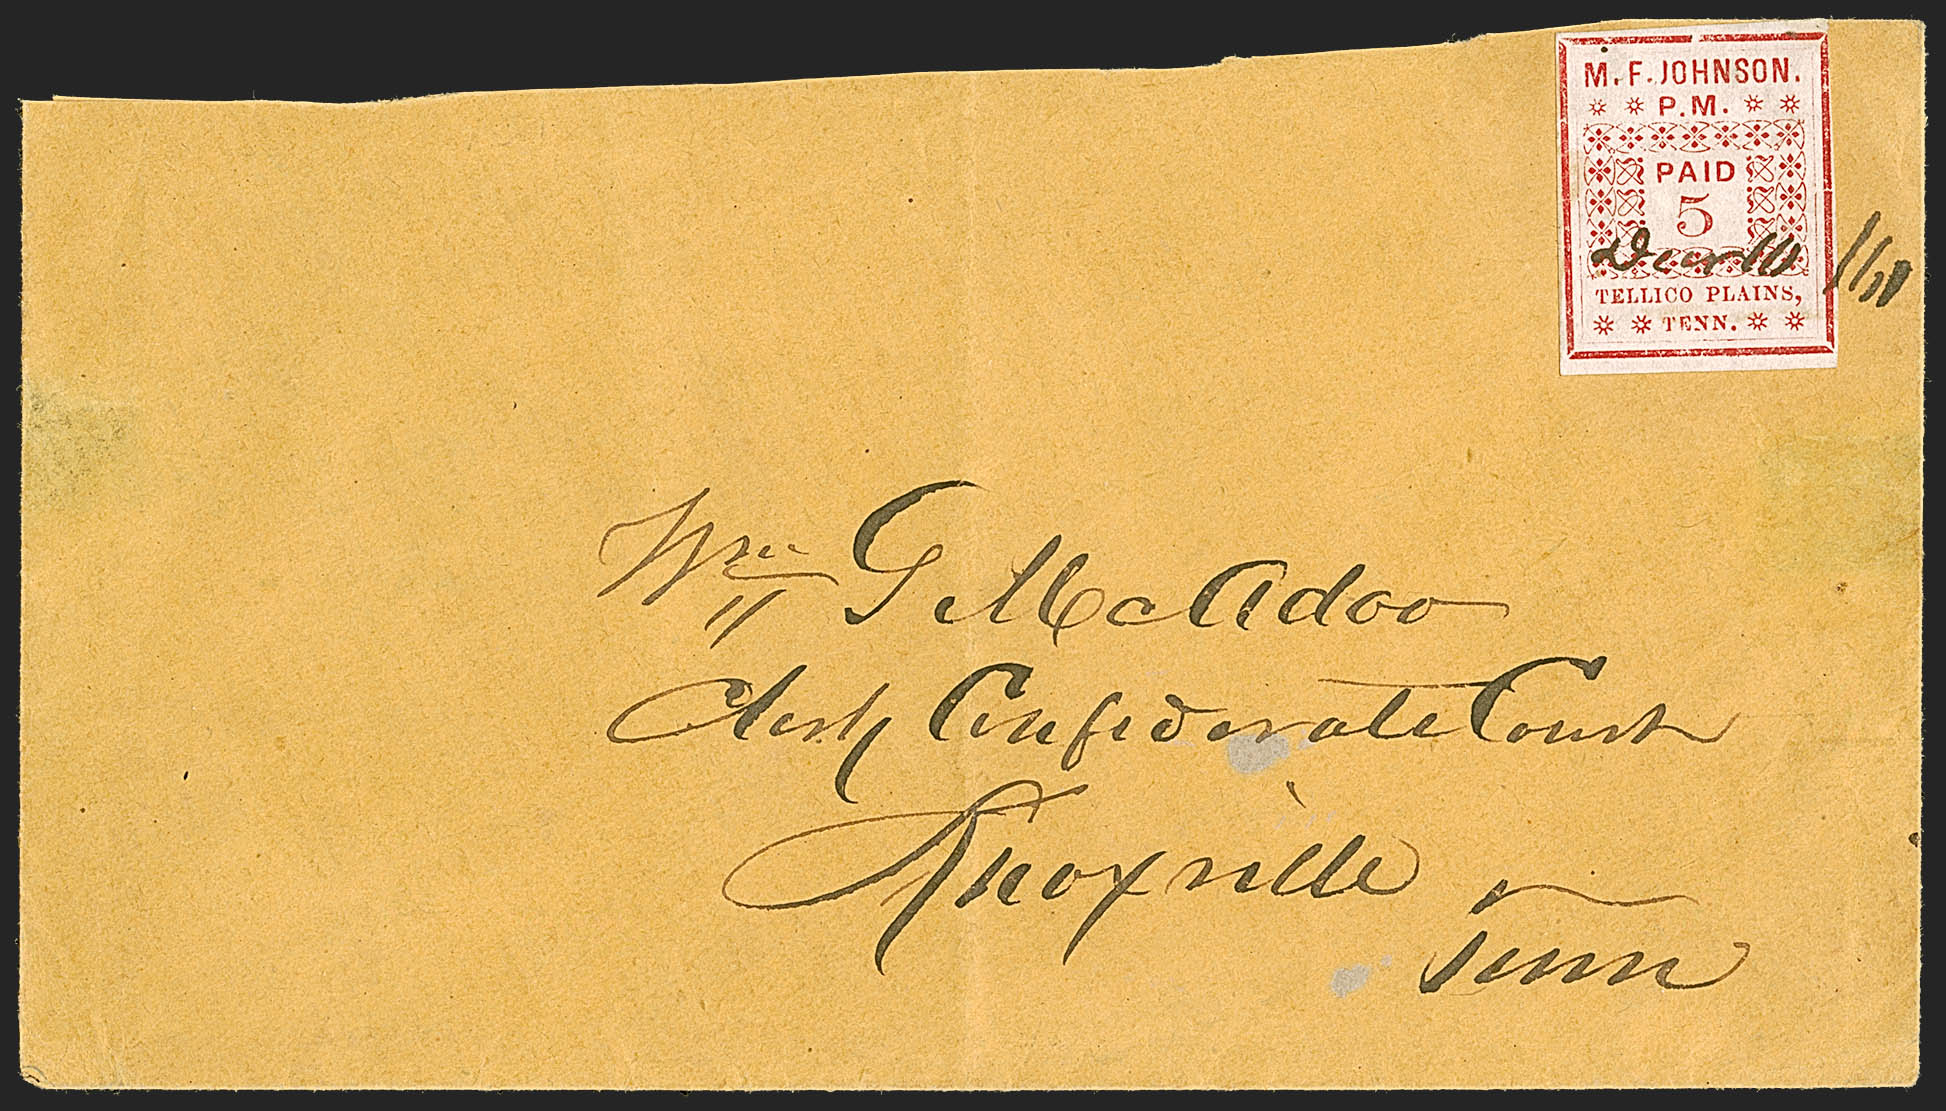 M. F. JOHNSON.
P.M.
PAID
5
TELLICO PLAINS,
TENN.
Wm G McAdoo
Clerk Confederate Court
Knoxville
Tenn